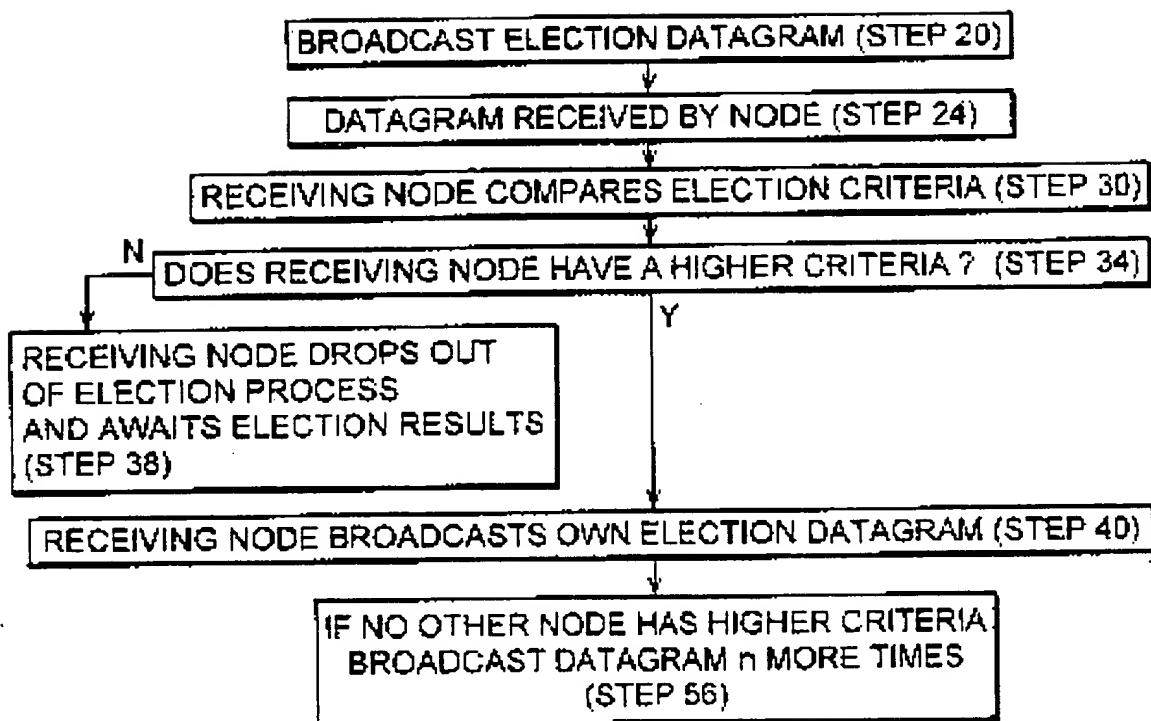 BROADCAST ELECTION DATAGRAM (STEP 20)
DATAGRAM RECEIVED BY NODE (STEP 24)
RECEIVING NODE COMPARES ELECTION CRITERIA (STEP 30)
N
DOES RECEIVING NODE HAVE A HIGHER CRITERIA ? (STEP 34)
Y
RECEIVING NODE DROPS OUT
OF ELECTION PROCESS
AND AWAITS ELECTION RESULTS
(STEP 38)
RECEIVING NODE BROADCASTS OWN ELECTION DATAGRAM (STEP 40)
IF NO OTHER NODE HAS HIGHER CRITERIA
BROADCAST DATAGRAM n MORE TIMES
(STEP 56)